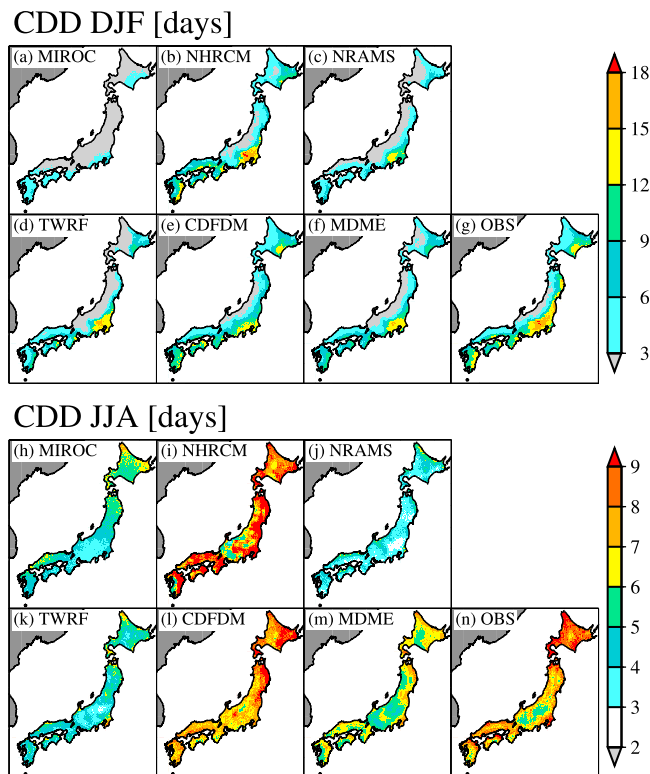 CDD DJF [days]
(a) MIROC
(b) NHRCM
(c) NRAMS
18
15
12
9
6
3
(d) TWRF
(e) CDFDM
(f) MDME
(g) OBS
CDD JJA [days]
(h) MIROC
(i) NHRCM
(j) NRAMS
9
8
7
6
5
4
3
2
(k) TWRF
(l) CDFDM
(m) MDME
(n) OBS